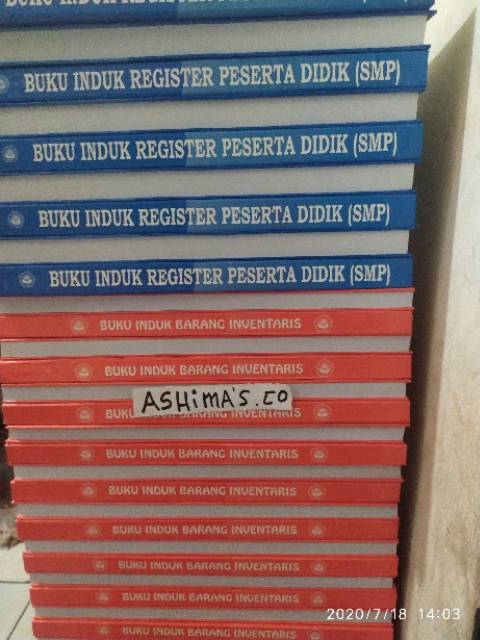 BUKU INDUK REGISTER
BUKU INDUK REGISTER PESERTA DIDIK (SMP)
BUKU INDUK REGISTER PESERTA DIDIK (SMP)
BUKU INDUK REGISTER PESERTA DIDIK (SMP)
BUKU INDUK REGISTER PESERTA DIDIK (SMP)
BUKU INDUK BARANG INVENTARIS
BUKU INDUK BARANG INVENTARIS
ASHiMA'S.CO
BUKU INDUK BARANG INVENTARIS
BUKU INDUK BARANG INVENTARIS
BUKU INDUK BARANG INVENTARIS
BUKU INDUK BARANG INVENTARIS
BUKU INDUK BARANG INVENTARIS
BUKU INDUK BARANG INVENTARIS
2020/7/18 14:03
BUKU INDUK BARANG INVENTARIS